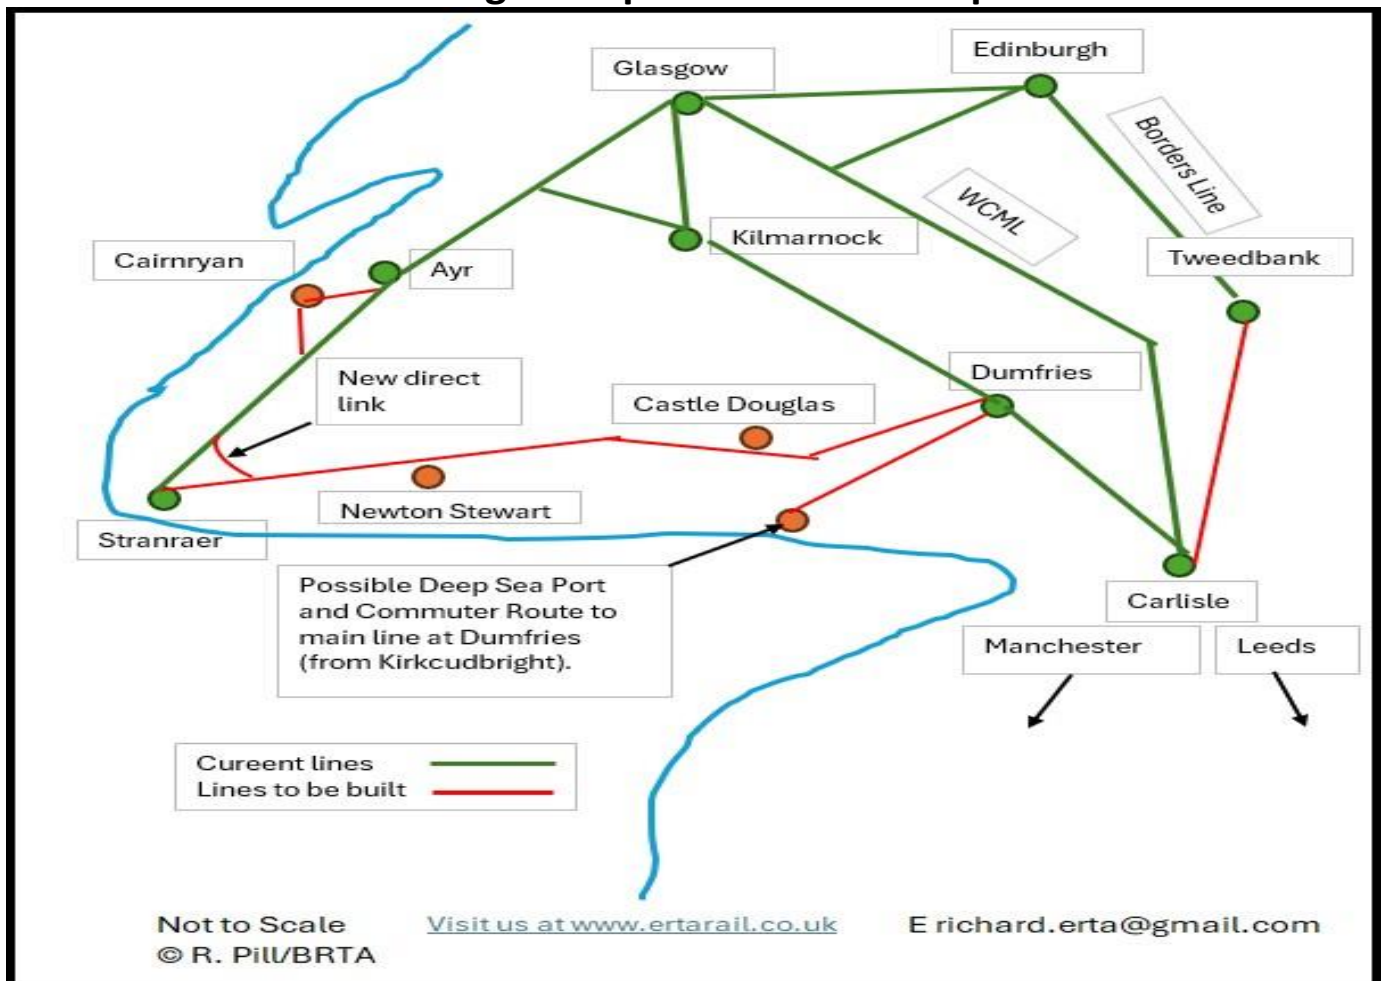 Glasgow
Edinburgh
Borders Line
WCML
Kilmarnock
Tweedbank
Cairnryan
Ayr
New direct
link
Castle Douglas
Dumfries
Newton Stewart
Stranraer
Possible Deep Sea Port
and Commuter Route to
main line at Dumfries
(from Kirkcudbright).
Carlisle
Manchester
Leeds
Cureent lines
Lines to be built
Not to Scale
Visit us at www.ertarail.co.uk
E richard.erta@gmail.com
© R. Pill/BRTA